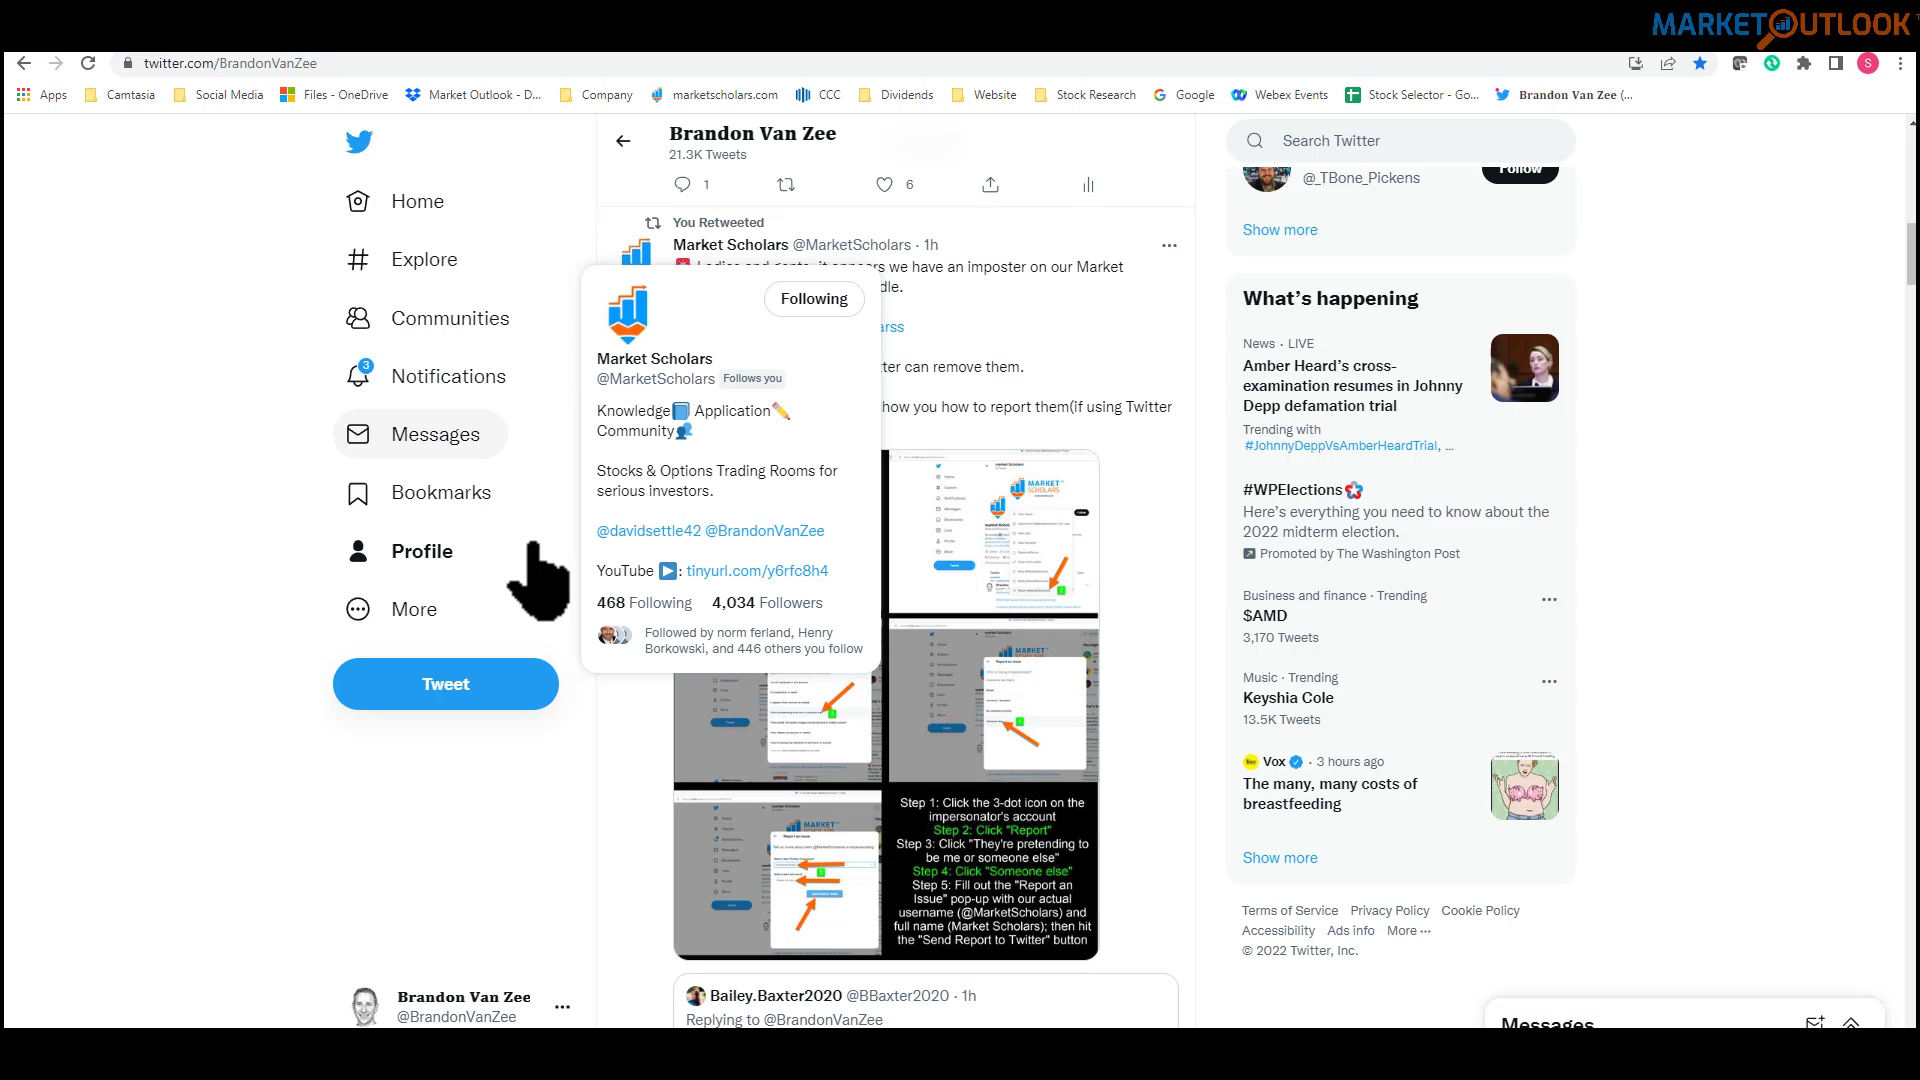 MARKETOUTLOOK
twitter.com/BrandonVanZee
S
Apps
Camtasia
Social Media
Files - OneDrive
Market Outlook - D...
Company
marketscholars.com
CCC
Dividends
Website
Stock Research
Google
Webex Events
Stock Selector - Go...
Brandon Van Zee (...
Home
Explore
Communities
3
Notifications
Messages
Bookmarks
Profile
More
Tweet
Brandon Van Zee
@BrandonVanZee
Brandon Van Zee
21.3K Tweets
1
6
You Retweeted
Market Scholars @MarketScholars · 1h
we have an imposter on our Market
dle.
arss
tter can remove them.
how you how to report them(if using Twitter
Following
Market Scholars
@MarketScholars Follows you
Knowledge📘 Application✏️
Community👥
Stocks & Options Trading Rooms for
serious investors.
@davidsettle42 @BrandonVanZee
YouTube ▶️: tinyurl.com/y6rfc8h4
468 Following 4,034 Followers
Followed by norm ferland, Henry
Borkowski, and 446 others you follow
MARKET
SCHOLARS
Step 1: Click the 3-dot icon on the
impersonator's account
Step 2: Click "Report"
Step 3: Click "They're pretending to
be me or someone else"
Step 4: Click "Someone else"
Step 5: Fill out the "Report an
Issue" pop-up with our actual
username (@MarketScholars) and
full name (Market Scholars); then hit
the "Send Report to Twitter" button
Bailey.Baxter2020 @BBaxter2020 · 1h
Replying to @BrandonVanZee
Search Twitter
@_TBone_Pickens
Follow
Show more
What's happening
News · LIVE
Amber Heard's cross-
examination resumes in Johnny
Depp defamation trial
Trending with
#JohnnyDeppVsAmberHeardTrial, ...
#WPElections
Here's everything you need to know about the
2022 midterm election.
Promoted by The Washington Post
Business and finance · Trending
$AMD
3,170 Tweets
Music · Trending
Keyshia Cole
13.5K Tweets
Vox · 3 hours ago
The many, many costs of
breastfeeding
Show more
Terms of Service Privacy Policy Cookie Policy
Accessibility Ads info More ···
© 2022 Twitter, Inc.
Messages